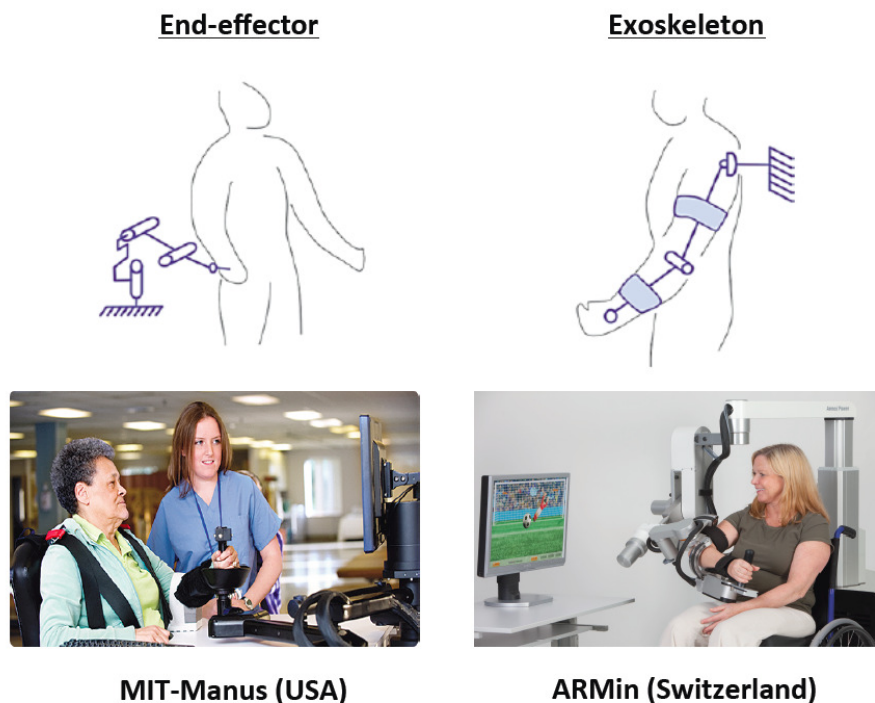 End-effector
Exoskeleton
MIT-Manus (USA)
ARMin (Switzerland)